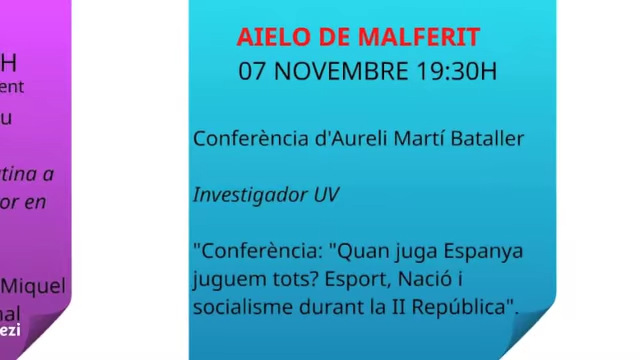 H
ent
u
tina a
or en
Miquel
nal
ezi
AIELO DE MALFERIT
07 NOVEMBRE 19:30H
Conferència d'Aureli Martí Bataller
Investigador UV
"Conferència: "Quan juga Espanya
juguem tots? Esport, Nació i
socialisme durant la II República".